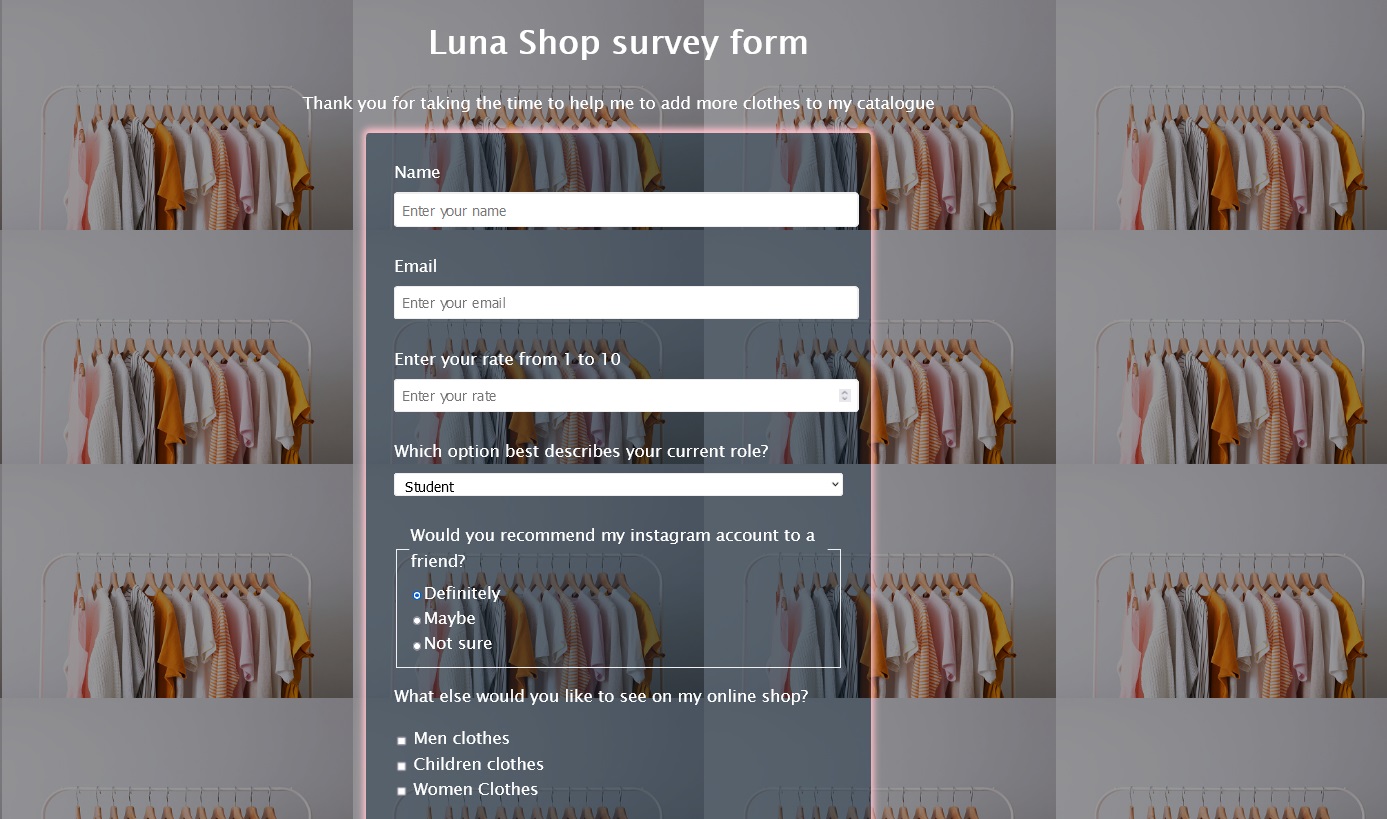 Luna Shop survey form
Thank you for taking the time to help me to add more clothes to my catalogue
Name
Enter your name
Email
Enter your email
Enter your rate from 1 to 10
Enter your rate
Which option best describes your current role?
Student
Would you recommend my instagram account to a
friend?
Definitely
Maybe
Not sure
What else would you like to see on my online shop?
Men clothes
Children clothes
Women Clothes